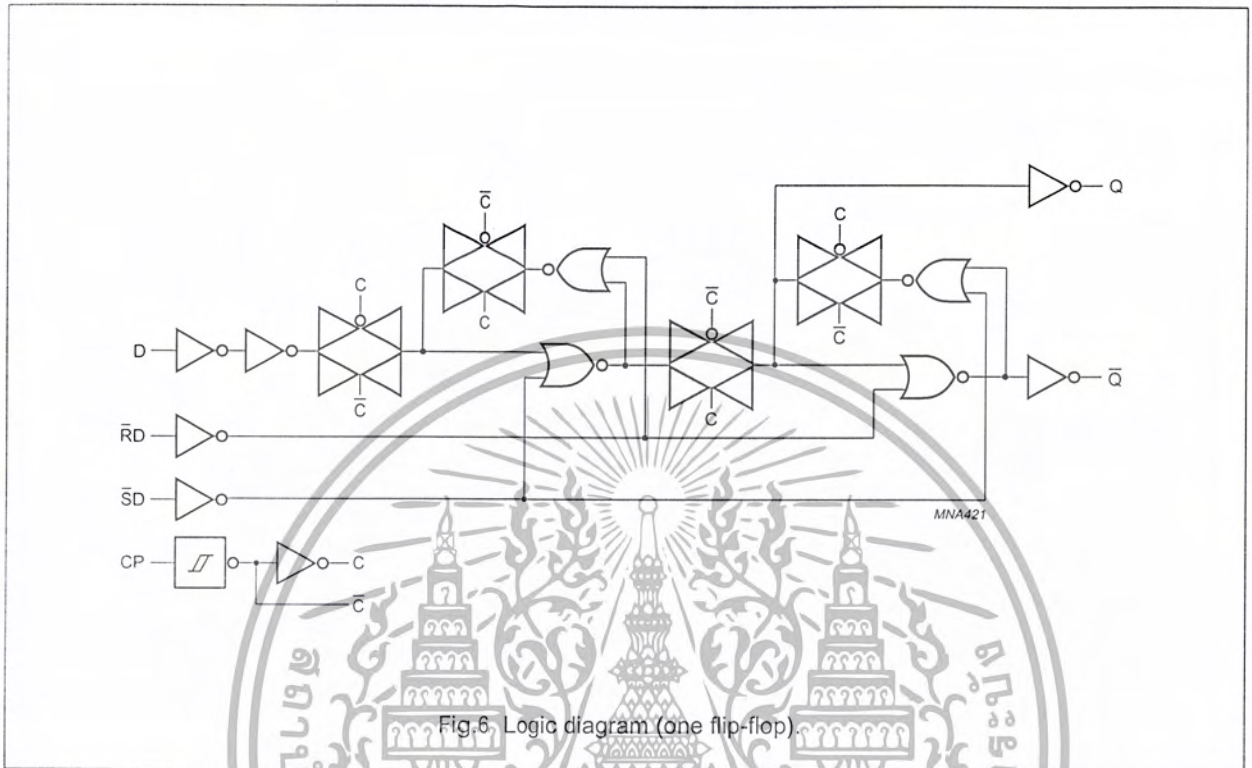 Q
C̅
C
C
C̅
C
C̅
D
C̅
C
Q̅
R̅D
S̅D
MNA421
CP
C
C̅
Fig.6 Logic diagram (one flip-flop).